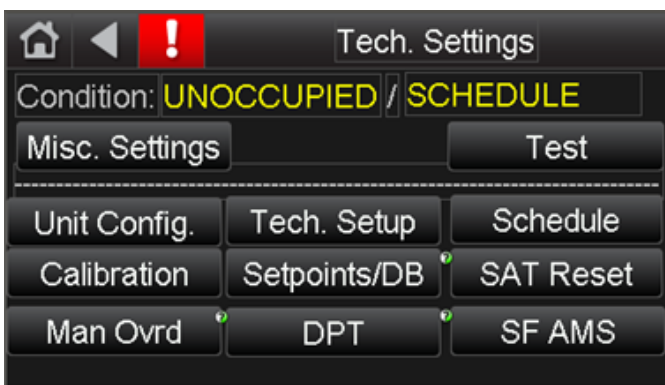 ! Tech. Settings
Condition: UNOCCUPIED / SCHEDULE
Misc. Settings Test
Unit Config. Tech. Setup Schedule
Calibration Setpoints/DB ? SAT Reset
Man Ovrd ? DPT ? SF AMS